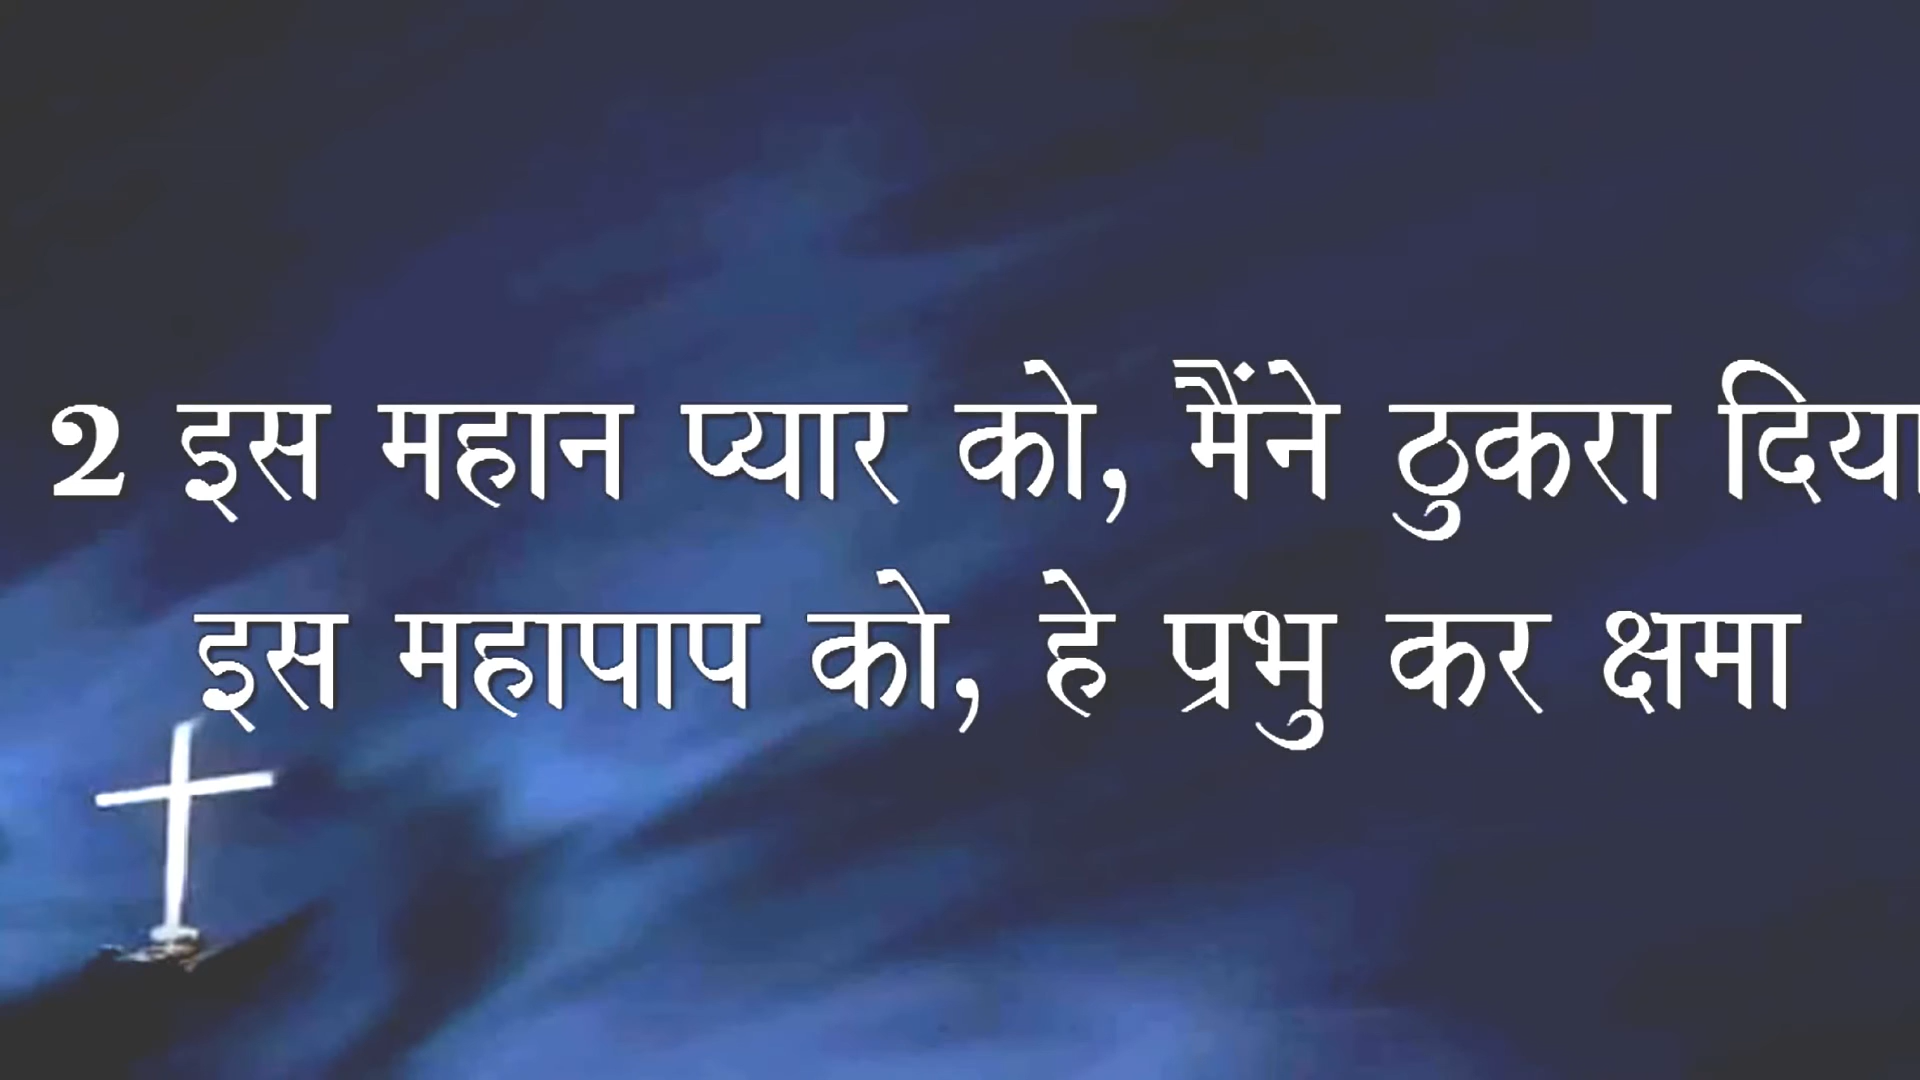 2 इस महान प्यार को, मैंने ठुकरा दिया
इस महापाप को, हे प्रभु कर क्षमा